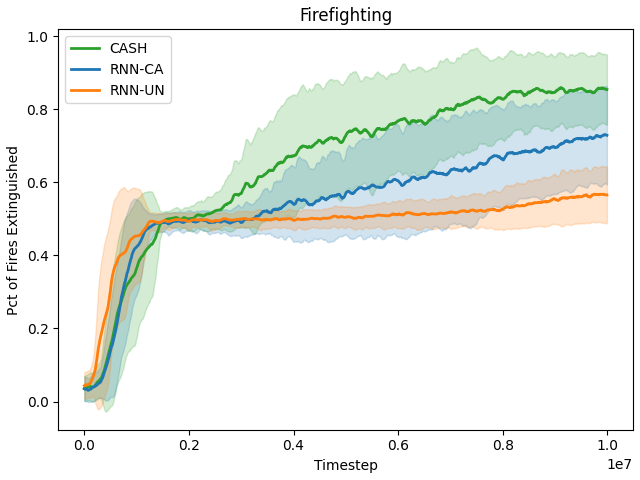 Firefighting
CASH
RNN-CA
RNN-UN
Pct of Fires Extinguished
1.0
0.8
0.6
0.4
0.2
0.0
0.0 0.2 0.4 0.6 0.8 1.0
1e7
Timestep